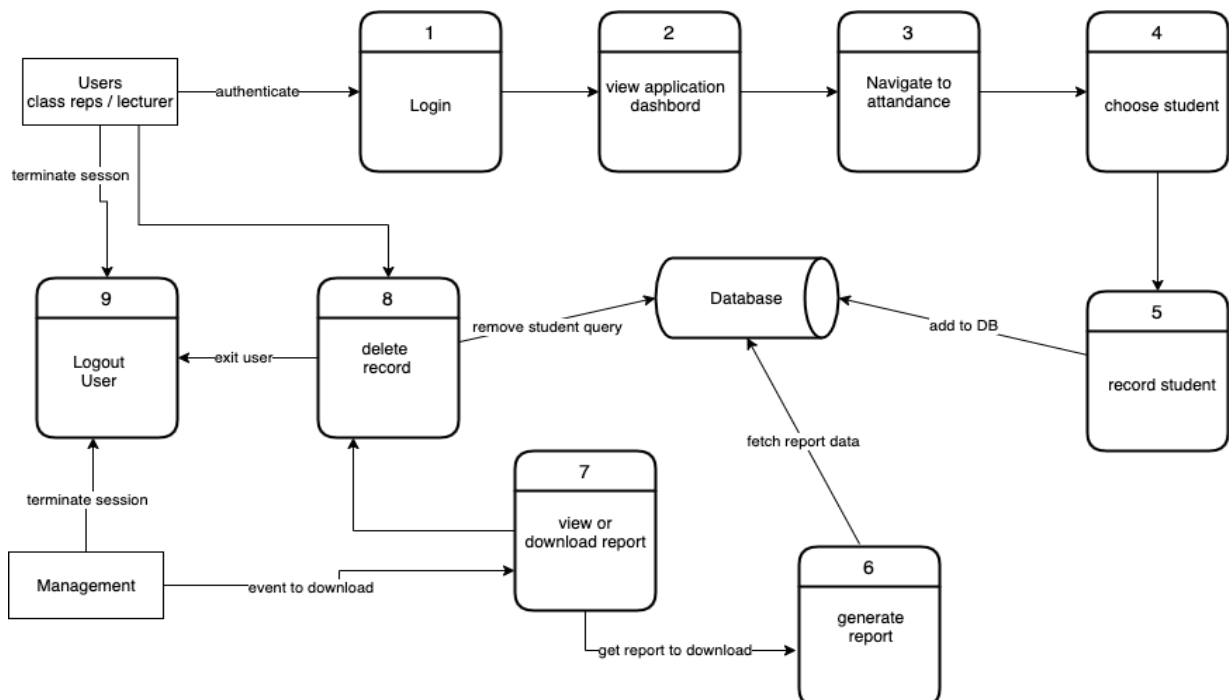 1
Login
2
view application
dashbord
3
Navigate to
attandance
4
choose student
Users
class reps / lecturer
authenticate
terminate sesson
9
Logout
User
8
delete
record
exit user
remove student query
Database
add to DB
5
record student
fetch report data
7
view or
download report
terminate session
Management
event to download
get report to download
6
generate
report